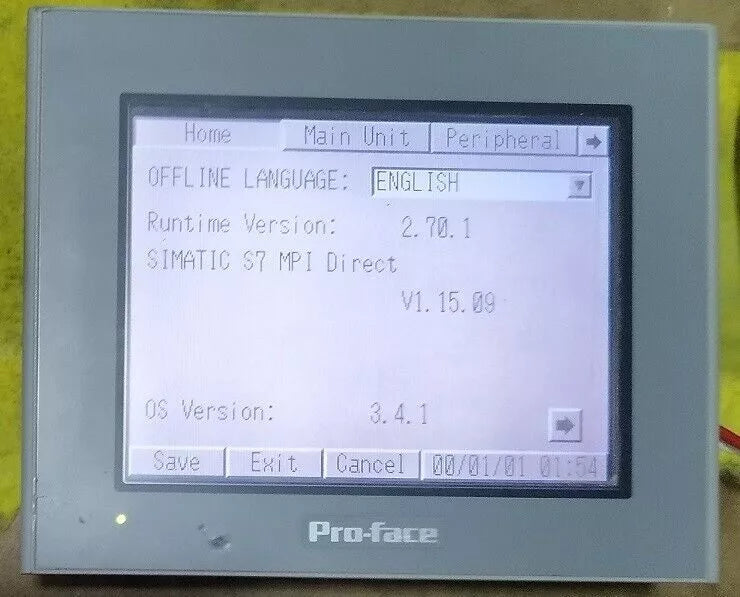 Home Main Unit Peripheral
OFFLINE LANGUAGE: ENGLISH
Runtime Version: 2.70.1
SIMATIC S7 MPI Direct
V1.15.09
OS Version: 3.4.1
Save Exit Cancel 00/01/01 01:54
Pro-face